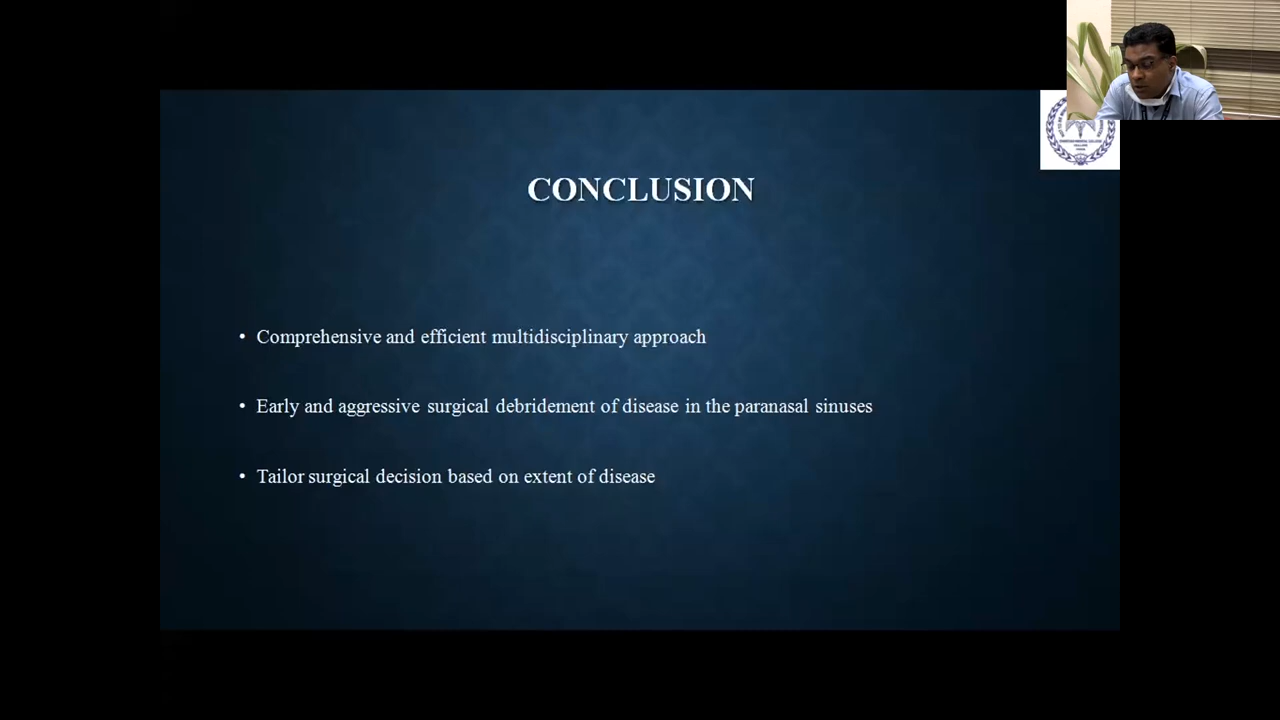 CONCLUSION
• Comprehensive and efficient multidisciplinary approach
• Early and aggressive surgical debridement of disease in the paranasal sinuses
• Tailor surgical decision based on extent of disease